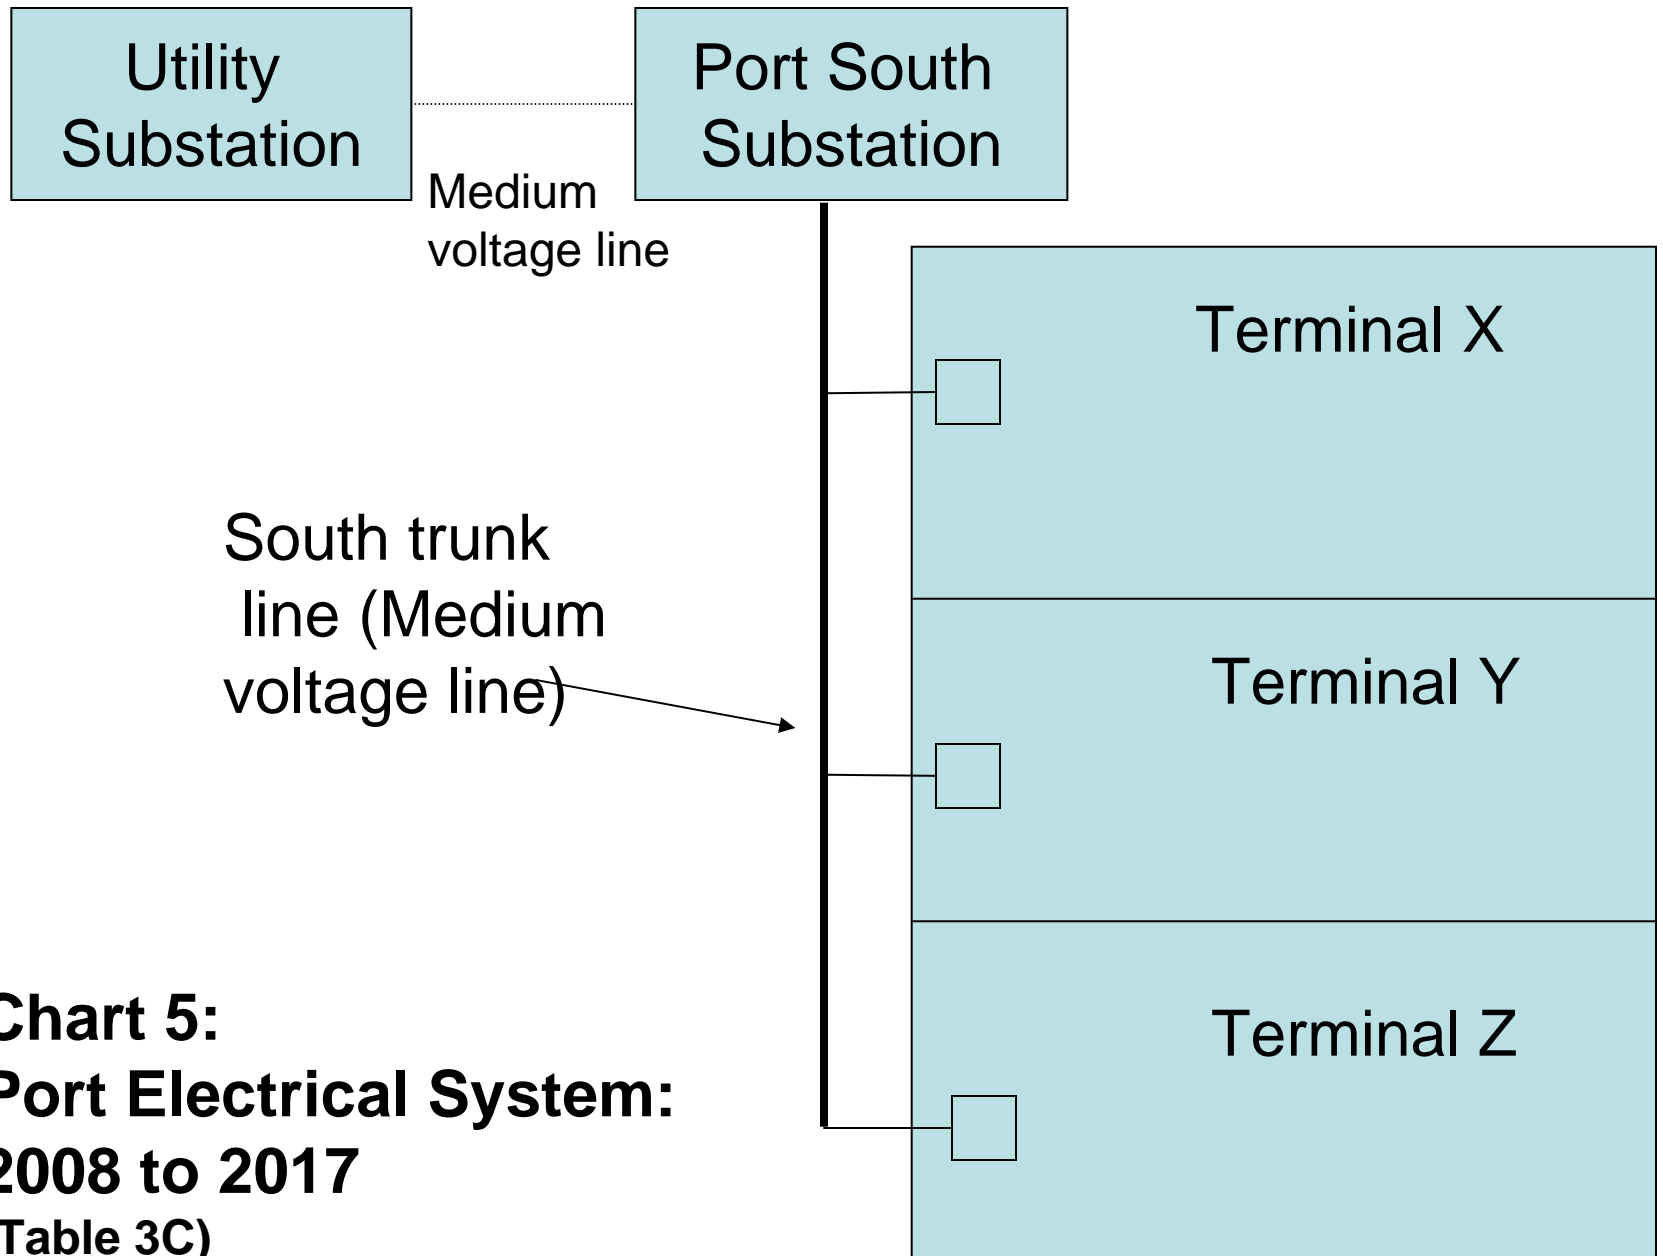 Utility
Substation
Port South
Substation
Medium
voltage line
Terminal X
South trunk
line (Medium
voltage line)
Terminal Y
Terminal Z
Chart 5:
Port Electrical System:
2008 to 2017
(Table 3C)